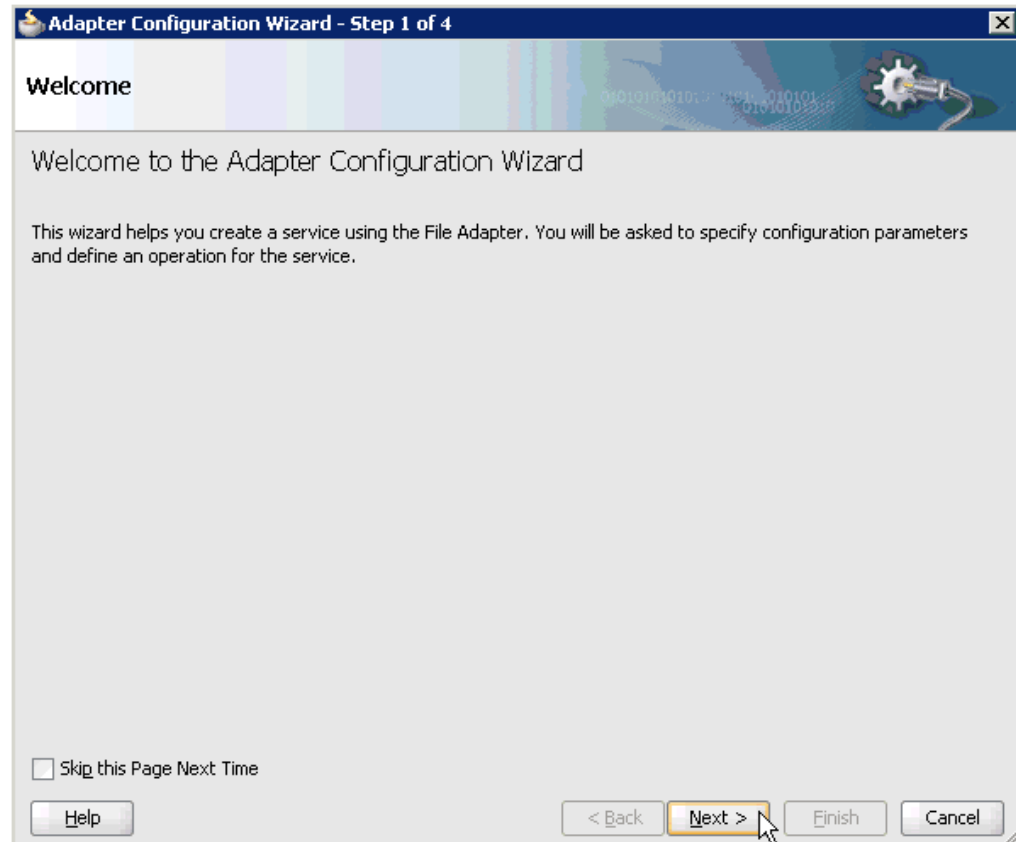 Adapter Configuration Wizard - Step 1 of 4
Welcome
Welcome to the Adapter Configuration Wizard
This wizard helps you create a service using the File Adapter. You will be asked to specify configuration parameters
and define an operation for the service.
Skip this Page Next Time
Help
< Back
Next >
Finish
Cancel